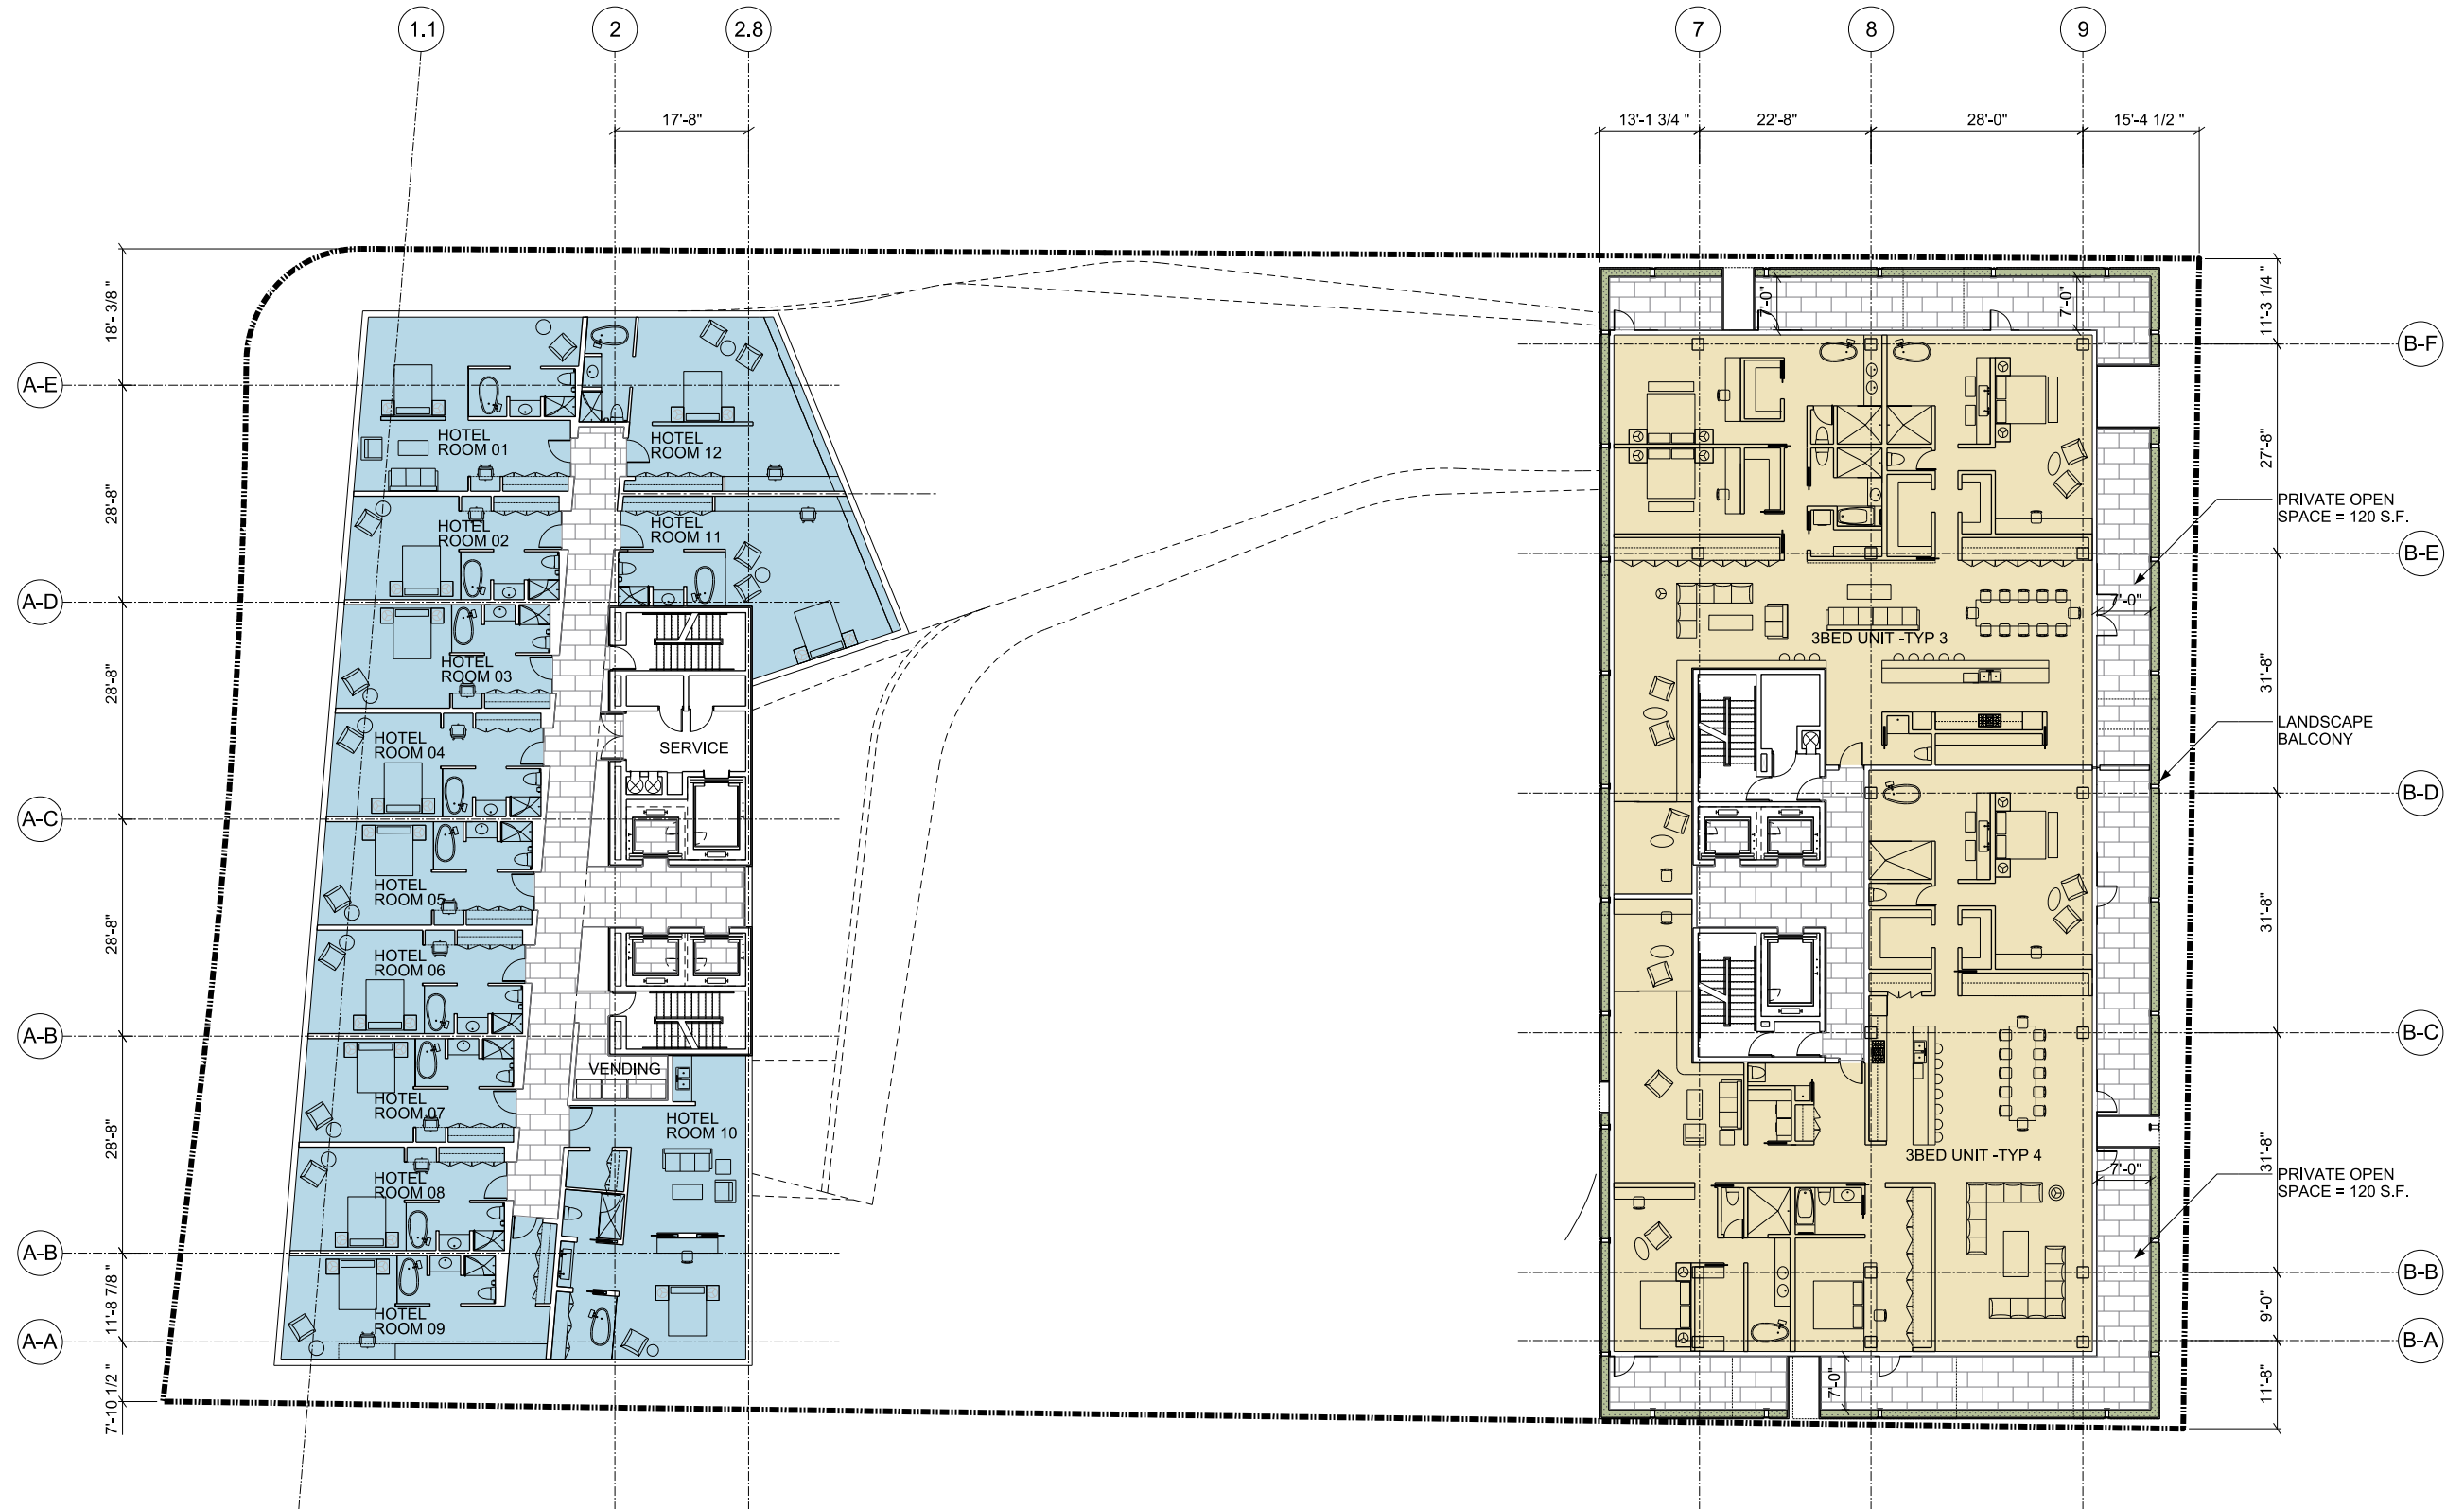 1.1
2
2.8
7
8
9
17'-8"
13'-1 3/4 "
22'-8"
28'-0"
15'-4 1/2 "
18'- 3/8 "
28'-8"
28'-8"
28'-8"
28'-8"
11'-8 7/8 "
7'-10 1/2 "
A-E
A-D
A-C
A-B
A-B
A-A
HOTEL
ROOM 01
HOTEL
ROOM 12
HOTEL
ROOM 02
HOTEL
ROOM 11
HOTEL
ROOM 03
HOTEL
ROOM 04
SERVICE
HOTEL
ROOM 05
HOTEL
ROOM 06
VENDING
HOTEL
ROOM 07
HOTEL
ROOM 10
HOTEL
ROOM 08
HOTEL
ROOM 09
7'-0"
7'-0"
7'-0"
3BED UNIT -TYP 3
3BED UNIT -TYP 4
7'-0"
7'-0"
PRIVATE OPEN
SPACE = 120 S.F.
LANDSCAPE
BALCONY
PRIVATE OPEN
SPACE = 120 S.F.
11'-3 1/4"
27'-8"
31'-8"
31'-8"
31'-8"
9'-0"
11'-8"
B-F
B-E
B-D
B-C
B-B
B-A